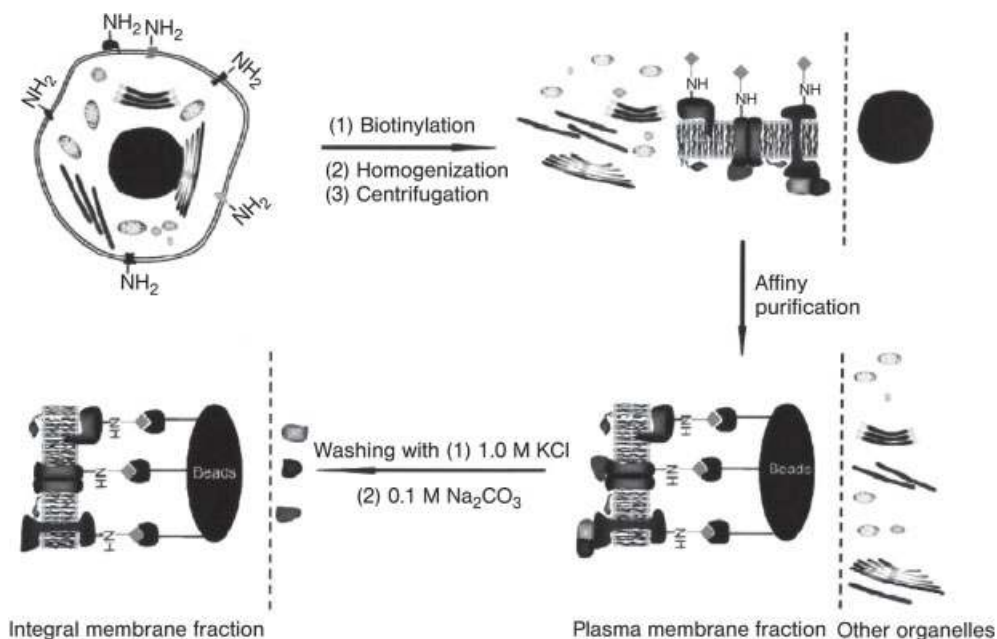 NH2
NH2
NH2
NH2
NH2
NH2
(1) Biotinylation
(2) Homogenization
(3) Centrifugation
NH
NH
NH
Affiny
purification
NH
NH
NH
Beads
Washing with (1) 1.0 M KCl
(2) 0.1 M Na2CO3
NH
NH
NH
Beads
Integral membrane fraction
Plasma membrane fraction
Other organelles